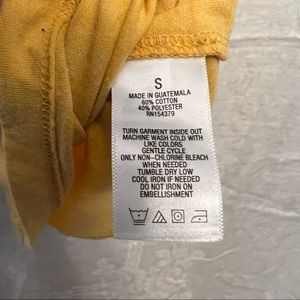 S
MADE IN GUATEMALA
60% COTTON
40% POLYESTER
RN154379
TURN GARMENT INSIDE OUT
MACHINE WASH COLD WITH
LIKE COLORS
GENTLE CYCLE
ONLY NON-CHLORINE BLEACH
WHEN NEEDED
TUMBLE DRY LOW
COOL IRON IF NEEDED
DO NOT IRON ON
EMBELLISHMENT